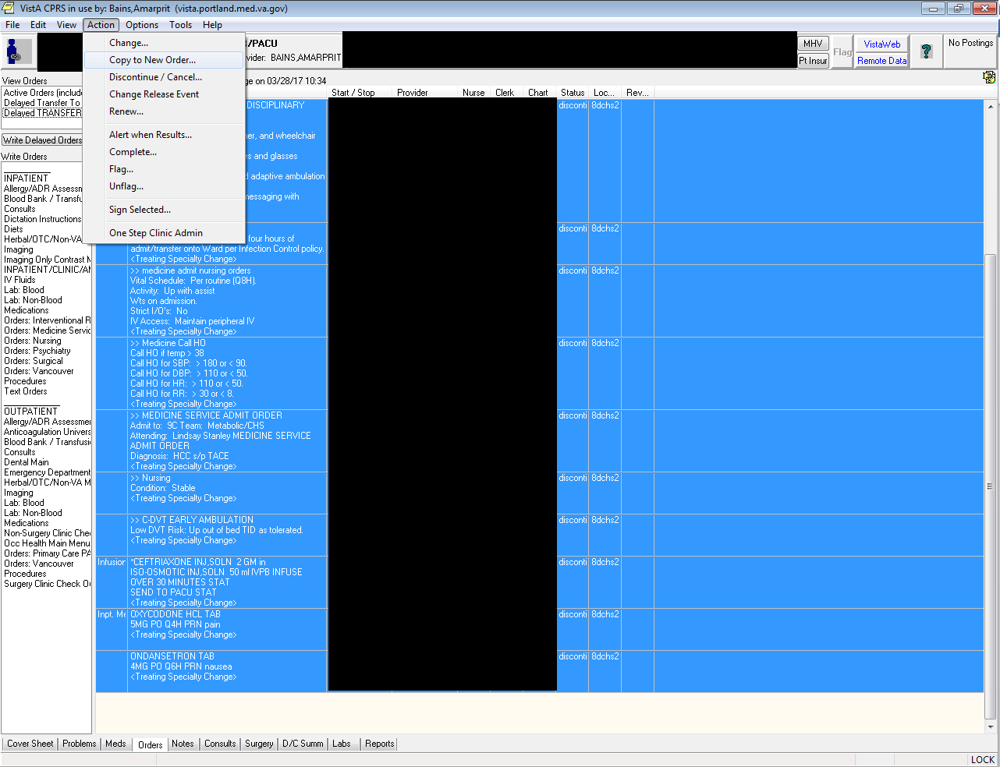 VistA CPRS in use by: Bains,Amarprit  (vista.portland.med.va.gov)
File Edit View Action Options Tools Help
/PACU
vider:  BAINS,AMARPRIT
MHV
Pt Insur
Flag
VistaWeb
Remote Data
?
No Postings
Change...
Copy to New Order...
Discontinue / Cancel...
Change Release Event
Renew...
Alert when Results...
Complete...
Flag...
Unflag...
Sign Selected...
One Step Clinic Admin
View Orders
Active Orders (include
Delayed Transfer To
Delayed TRANSFER
Write Delayed Orders
Write Orders
INPATIENT
Allergy/ADR Assessm
Blood Bank / Transfu
Consults
Dictation Instructions
Diets
Herbal/OTC/Non-VA
Imaging
Imaging Only Contrast M
INPATIENT/CLINIC/AN
IV Fluids
Lab: Blood
Lab: Non-Blood
Medications
Orders: Interventional R
Orders: Medicine Servic
Orders: Nursing
Orders: Psychiatry
Orders: Surgical
Orders: Vancouver
Procedures
Text Orders
OUTPATIENT
Allergy/ADR Assessmer
Anticoagulation Univers
Blood Bank / Transfusi
Consults
Dental Main
Emergency Department
Herbal/OTC/Non-VA M
Imaging
Lab: Blood
Lab: Non-Blood
Medications
Non-Surgery Clinic Che
Occ Health Main Menu
Orders: Primary Care PA
Orders: Vancouver
Procedures
Surgery Clinic Check Ou
ge on 03/28/17 10:34
Start / Stop Provider Nurse Clerk Chart Status Loc... Rev...
DISCIPLINARY disconti 8dchs2
er, and wheelchair
es and glasses
d adaptive ambulation
messaging with
disconti 8dchs2
four hours of
admit/transfer onto Ward per Infection Control policy.
<Treating Specialty Change>
>> medicine admit nursing orders disconti 8dchs2
Vital Schedule:  Per routine (Q8H).
Activity:  Up with assist
Wts on admission.
Strict I/O's:  No
IV Access:  Maintain peripheral IV
<Treating Specialty Change>
>> Medicine Call HO disconti 8dchs2
Call HO if temp > 38
Call HO for SBP:  > 180 or < 90.
Call HO for DBP:  > 110 or < 50.
Call HO for HR:  > 110 or < 50.
Call HO for RR:  > 30 or < 8.
<Treating Specialty Change>
>> MEDICINE SERVICE ADMIT ORDER disconti 8dchs2
Admit to:  9C Team:  Metabolic/CHS
Attending:  Lindsay Stanley MEDICINE SERVICE
ADMIT ORDER
Diagnosis:  HCC s/p TACE
<Treating Specialty Change>
>> Nursing disconti 8dchs2
Condition:  Stable
<Treating Specialty Change>
>> C-DVT EARLY AMBULATION disconti 8dchs2
Low DVT Risk: Up out of bed TID as tolerated.
<Treating Specialty Change>
Infusion *CEFTRIAXONE INJ,SOLN  2 GM in disconti 8dchs2
ISO-OSMOTIC INJ,SOLN  50 ml IVPB INFUSE
OVER 30 MINUTES STAT
SEND TO PACU STAT
<Treating Specialty Change>
Inpt. Me OXYCODONE HCL TAB disconti 8dchs2
5MG PO Q4H PRN pain
<Treating Specialty Change>
ONDANSETRON TAB disconti 8dchs2
4MG PO Q6H PRN nausea
<Treating Specialty Change>
Cover Sheet Problems Meds Orders Notes Consults Surgery D/C Summ Labs Reports
LOCK